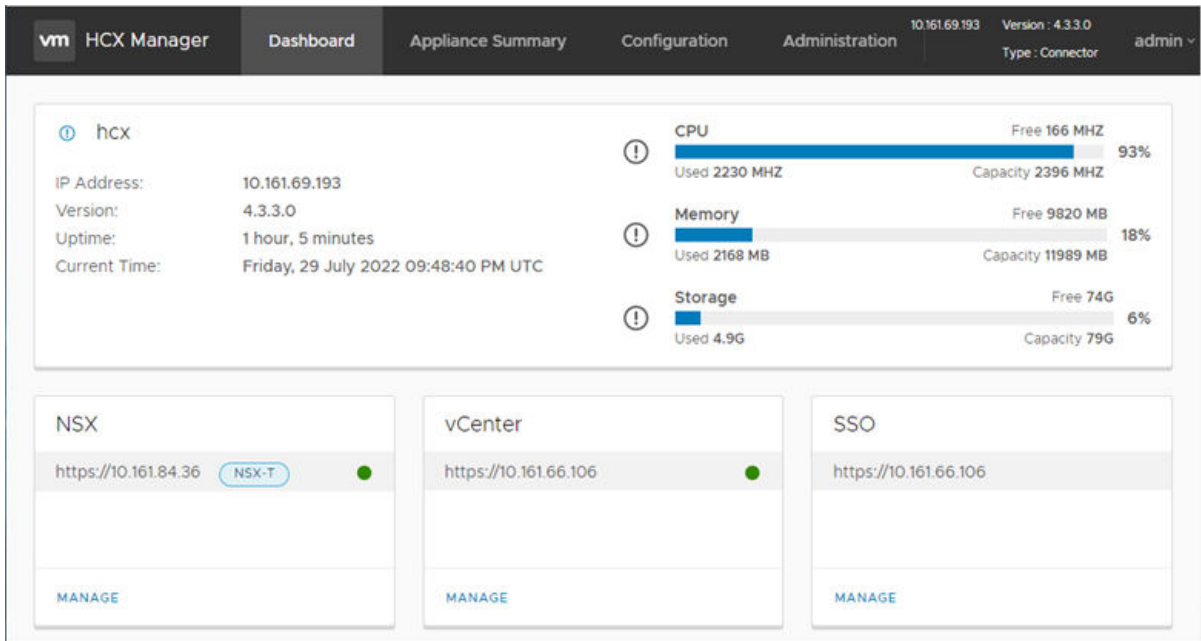 vm HCX Manager Dashboard Appliance Summary Configuration Administration 10.161.69.193 Version : 4.3.3.0 Type : Connector admin
hcx
IP Address: 10.161.69.193
Version: 4.3.3.0
Uptime: 1 hour, 5 minutes
Current Time: Friday, 29 July 2022 09:48:40 PM UTC
CPU Free 166 MHZ
93%
Used 2230 MHZ Capacity 2396 MHZ
Memory Free 9820 MB
18%
Used 2168 MB Capacity 11989 MB
Storage Free 74G
6%
Used 4.9G Capacity 79G
NSX
https://10.161.84.36 NSX-T
MANAGE
vCenter
https://10.161.66.106
MANAGE
SSO
https://10.161.66.106
MANAGE